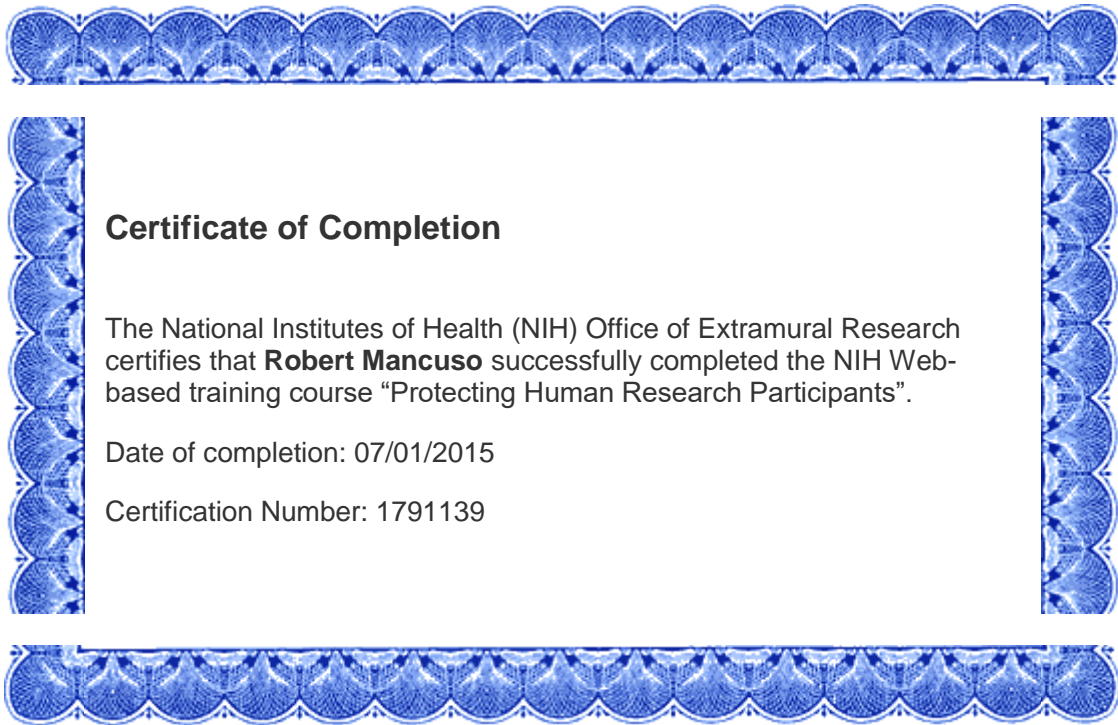 Certificate of Completion
The National Institutes of Health (NIH) Office of Extramural Research
certifies that Robert Mancuso successfully completed the NIH Web-
based training course “Protecting Human Research Participants”.
Date of completion: 07/01/2015
Certification Number: 1791139